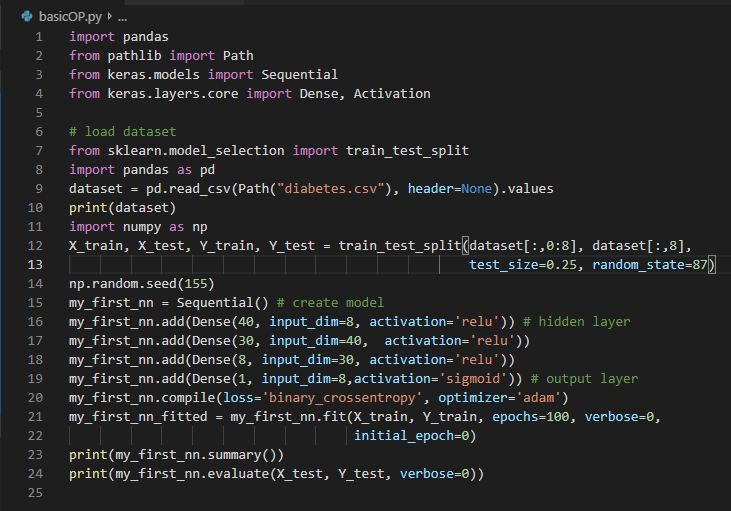 basicOP.py ▷ ...
1 import pandas
2 from pathlib import Path
3 from keras.models import Sequential
4 from keras.layers.core import Dense, Activation
5
6 # load dataset
7 from sklearn.model_selection import train_test_split
8 import pandas as pd
9 dataset = pd.read_csv(Path("diabetes.csv"), header=None).values
10 print(dataset)
11 import numpy as np
12 X_train, X_test, Y_train, Y_test = train_test_split(dataset[:,0:8], dataset[:,8],
13                                                     test_size=0.25, random_state=87)
14 np.random.seed(155)
15 my_first_nn = Sequential() # create model
16 my_first_nn.add(Dense(40, input_dim=8, activation='relu')) # hidden layer
17 my_first_nn.add(Dense(30, input_dim=40,  activation='relu'))
18 my_first_nn.add(Dense(8, input_dim=30, activation='relu'))
19 my_first_nn.add(Dense(1, input_dim=8,activation='sigmoid')) # output layer
20 my_first_nn.compile(loss='binary_crossentropy', optimizer='adam')
21 my_first_nn_fitted = my_first_nn.fit(X_train, Y_train, epochs=100, verbose=0,
22                                      initial_epoch=0)
23 print(my_first_nn.summary())
24 print(my_first_nn.evaluate(X_test, Y_test, verbose=0))
25